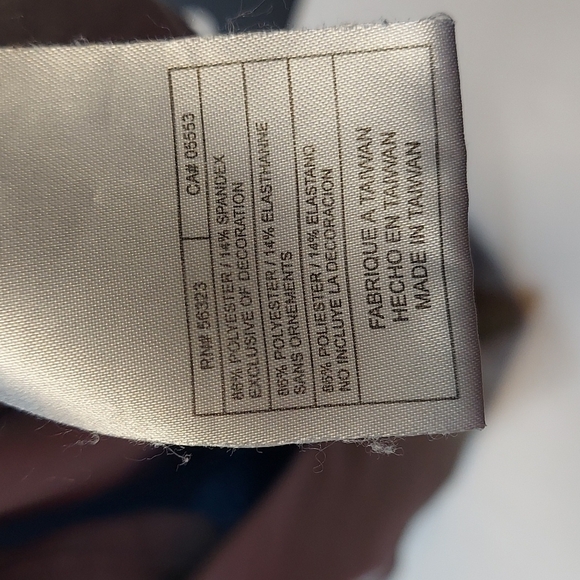 RN# 56323 CA# 05553
86% POLYESTER / 14% SPANDEX
EXCLUSIVE OF DECORATION
86% POLYESTER / 14% ELASTHANNE
SANS ORNEMENTS
86% POLIESTER / 14% ELASTANO
NO INCLUYE LA DECORACION
FABRIQUE A TAIWAN
HECHO EN TAIWAN
MADE IN TAIWAN